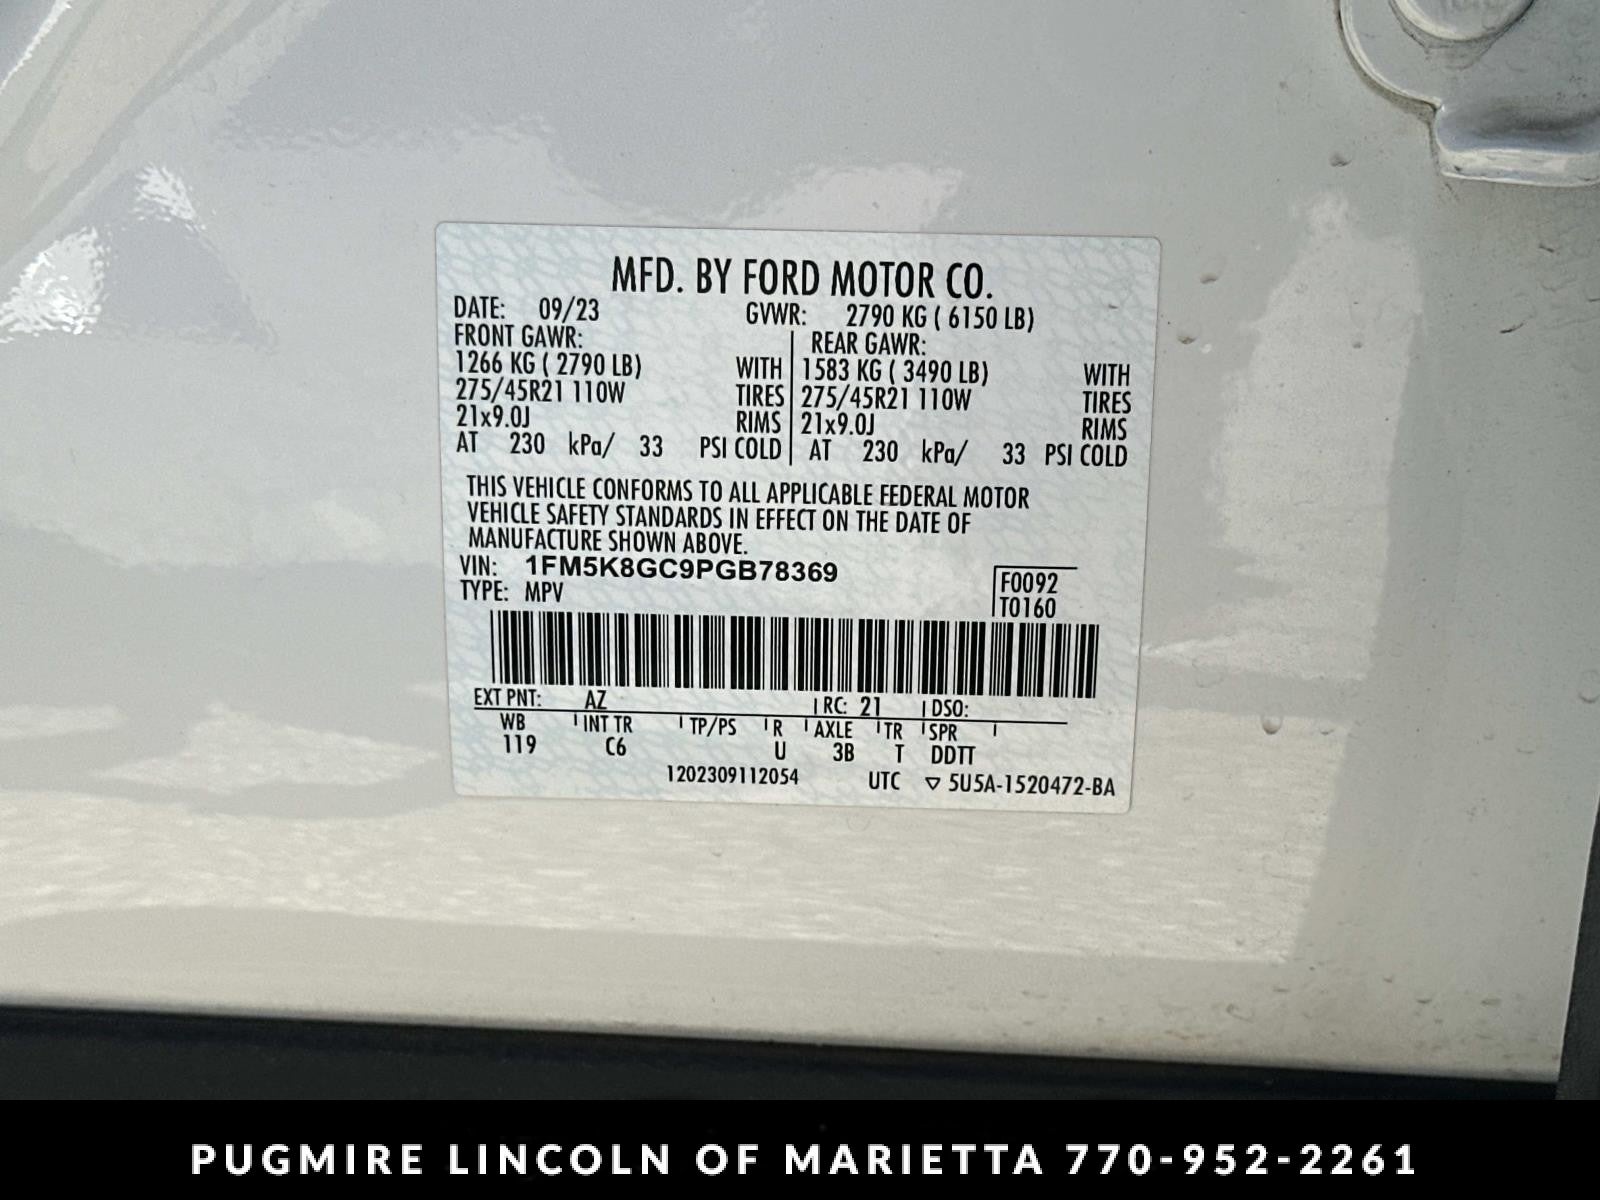 MFD. BY FORD MOTOR CO.
DATE: 09/23 GVWR: 2790 KG ( 6150 LB)
FRONT GAWR: REAR GAWR:
1266 KG ( 2790 LB) WITH 1583 KG ( 3490 LB) WITH
275/45R21 110W TIRES 275/45R21 110W TIRES
21x9.0J RIMS 21x9.0J RIMS
AT 230 kPa/ 33 PSI COLD AT 230 kPa/ 33 PSI COLD
THIS VEHICLE CONFORMS TO ALL APPLICABLE FEDERAL MOTOR
VEHICLE SAFETY STANDARDS IN EFFECT ON THE DATE OF
MANUFACTURE SHOWN ABOVE.
VIN: 1FM5K8GC9PGB78369
TYPE: MPV
F0092
T0160
EXT PNT: AZ RC: 21 DSO:
WB INT TR TP/PS R AXLE TR SPR
119 C6 U 3B T DDTT
1202309112054 UTC ▽ 5U5A-1520472-BA
PUGMIRE LINCOLN OF MARIETTA 770-952-2261